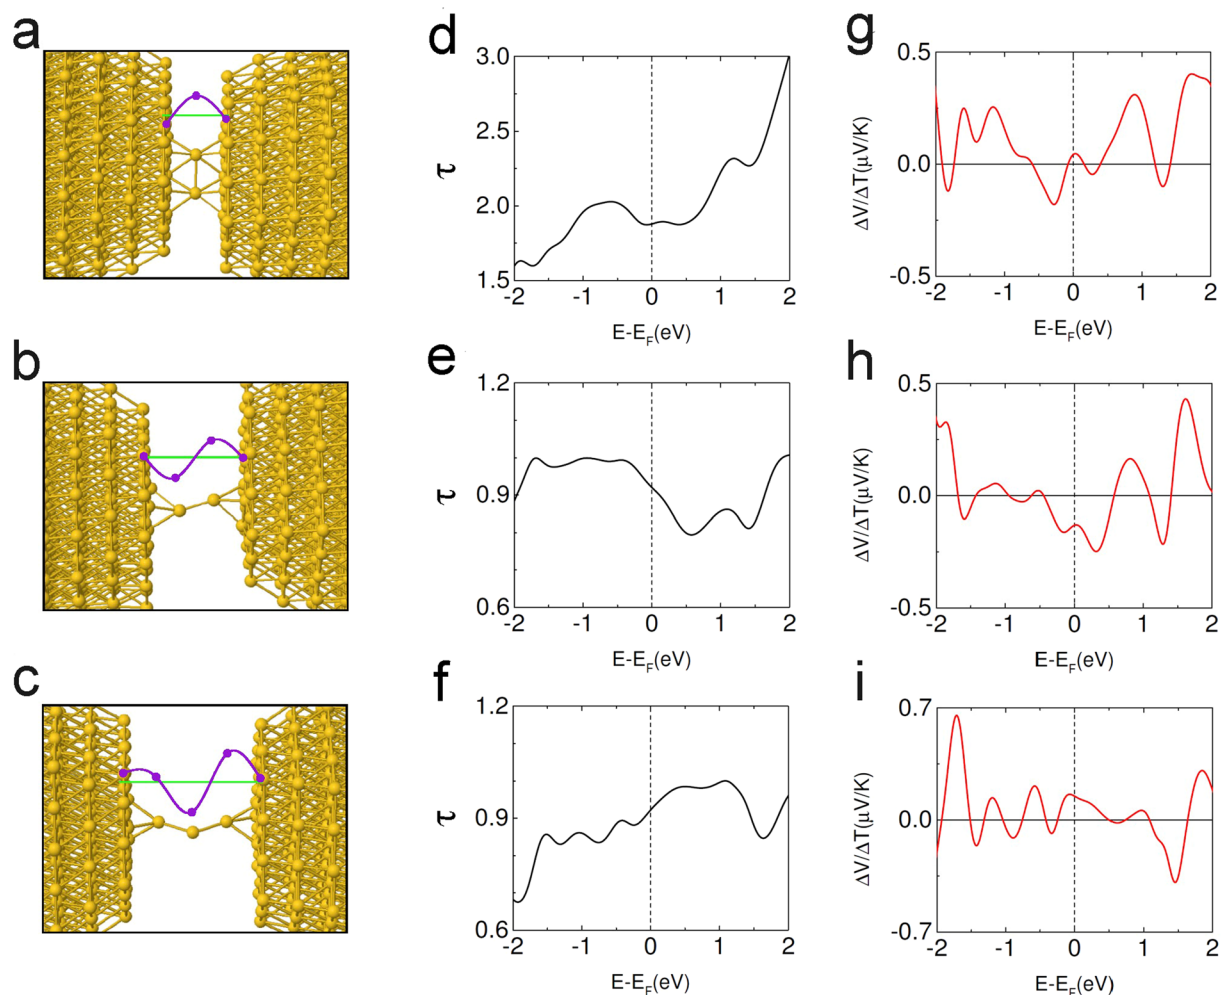 a
b
c
d
3.0
2.5
2.0
1.5
τ
-2 -1 0 1 2
E-E_F(eV)
g
0.5
0.0
-0.5
ΔV/ΔT(μV/K)
-2 -1 0 1 2
E-E_F(eV)
e
1.2
0.9
0.6
τ
-2 -1 0 1 2
E-E_F(eV)
h
0.5
0.0
-0.5
ΔV/ΔT(μV/K)
-2 -1 0 1 2
E-E_F(eV)
f
1.2
0.9
0.6
τ
-2 -1 0 1 2
E-E_F(eV)
i
0.7
0.0
-0.7
ΔV/ΔT(μV/K)
-2 -1 0 1 2
E-E_F(eV)